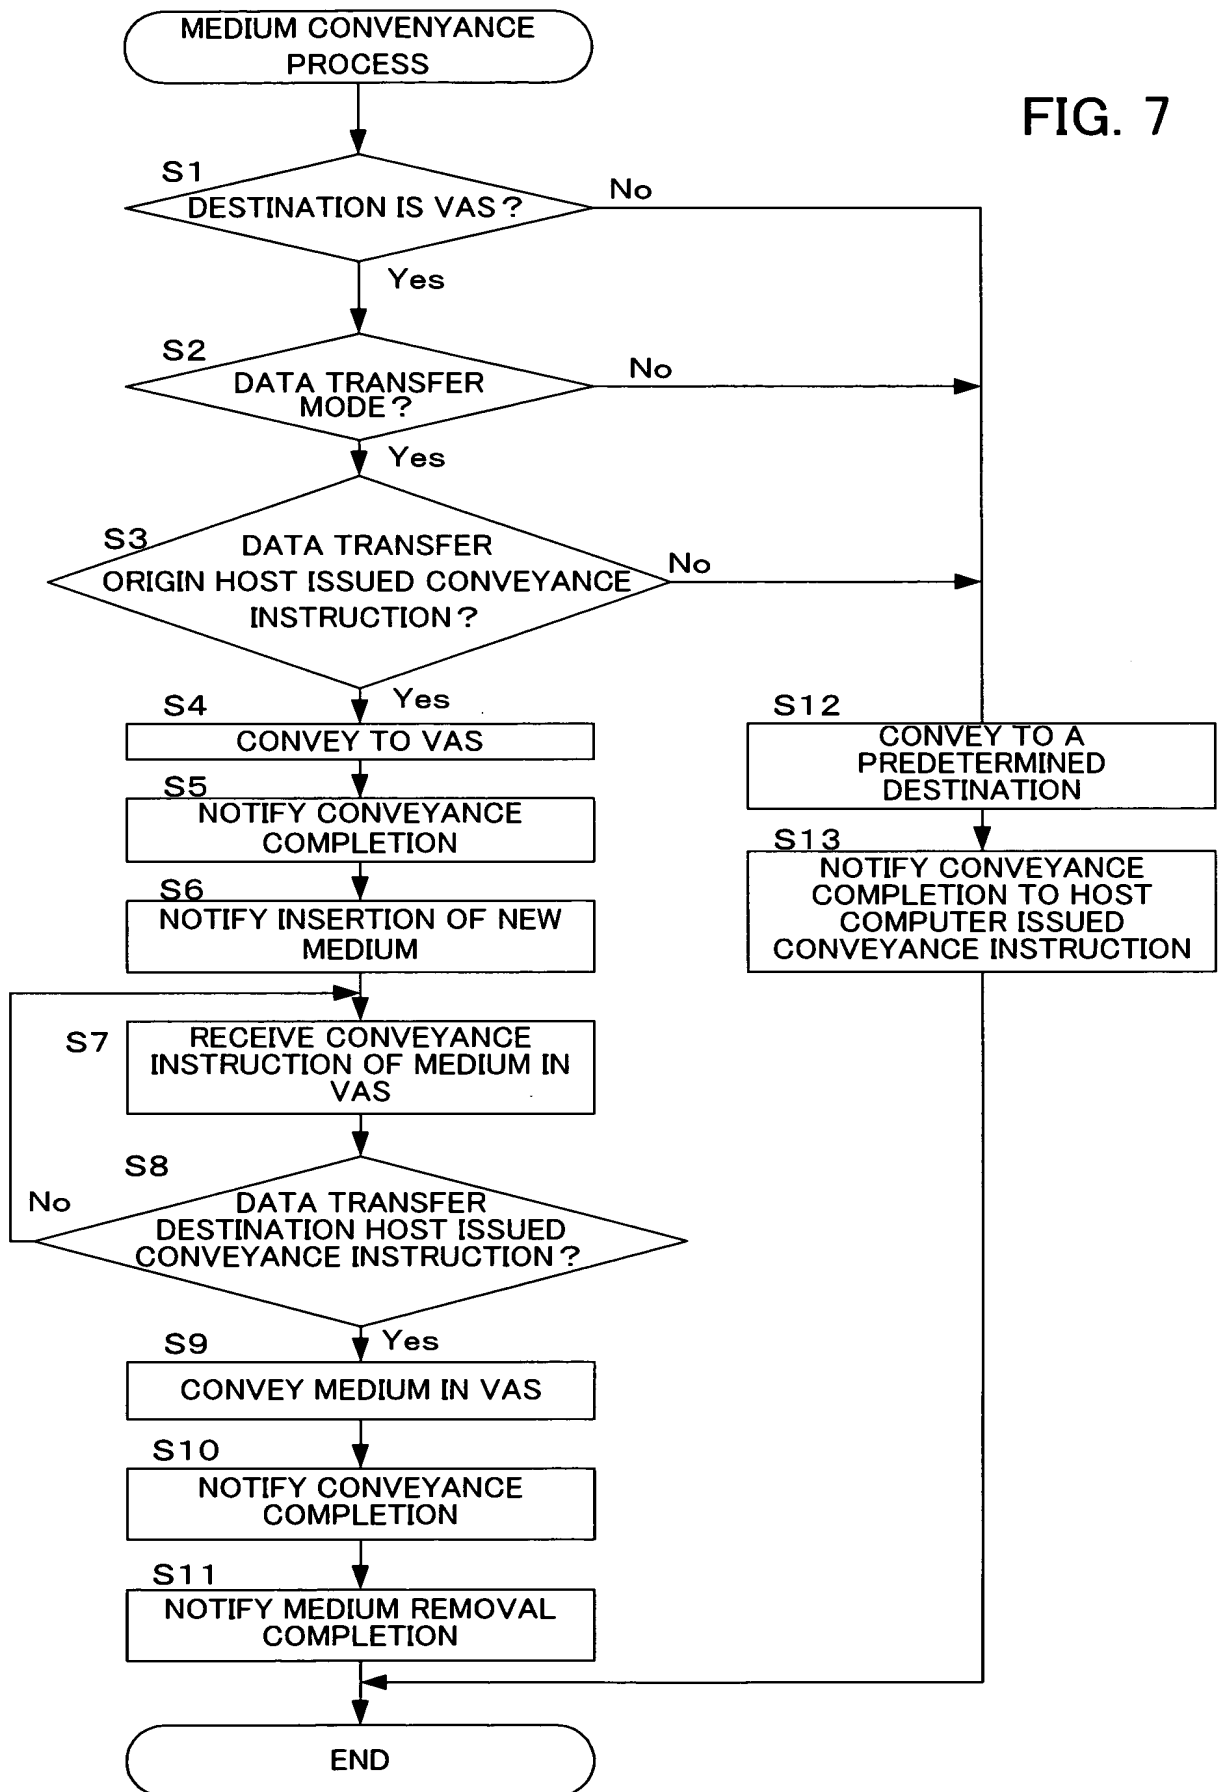 MEDIUM CONVENYANCE
PROCESS
FIG. 7
S1
DESTINATION IS VAS?
No
Yes
S2
DATA TRANSFER
MODE?
No
Yes
S3
DATA TRANSFER
ORIGIN HOST ISSUED CONVEYANCE
INSTRUCTION?
No
Yes
S4
CONVEY TO VAS
S5
NOTIFY CONVEYANCE
COMPLETION
S6
NOTIFY INSERTION OF NEW
MEDIUM
S7
RECEIVE CONVEYANCE
INSTRUCTION OF MEDIUM IN
VAS
S8
DATA TRANSFER
DESTINATION HOST ISSUED
CONVEYANCE INSTRUCTION?
No
Yes
S9
CONVEY MEDIUM IN VAS
S10
NOTIFY CONVEYANCE
COMPLETION
S11
NOTIFY MEDIUM REMOVAL
COMPLETION
S12
CONVEY TO A
PREDETERMINED
DESTINATION
S13
NOTIFY CONVEYANCE
COMPLETION TO HOST
COMPUTER ISSUED
CONVEYANCE INSTRUCTION
END